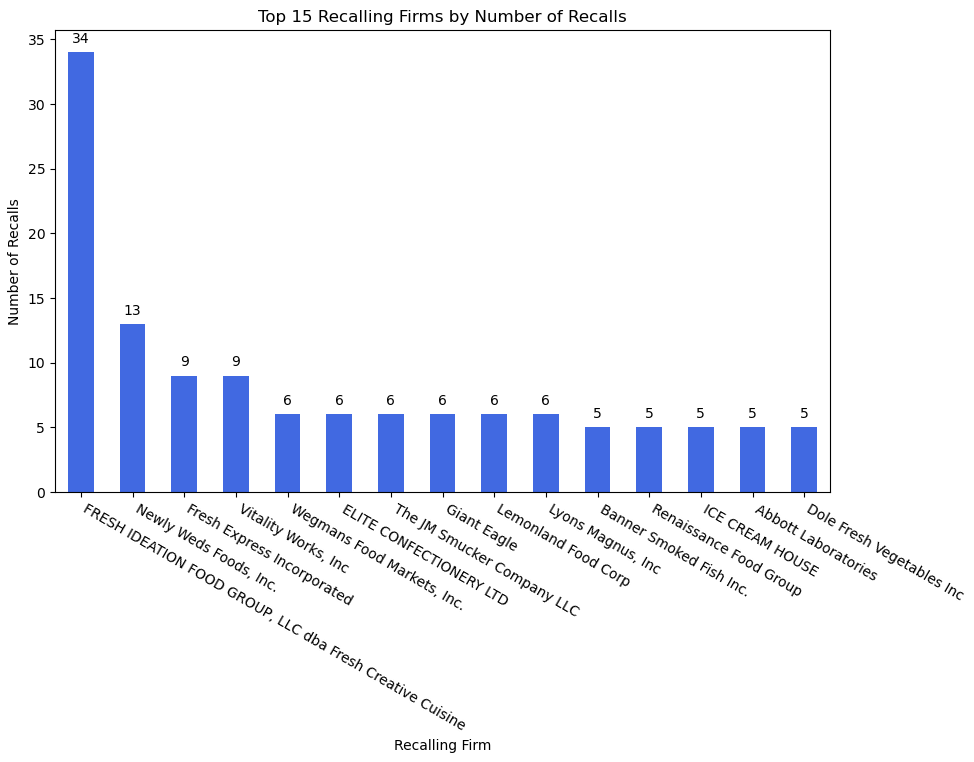 Top 15 Recalling Firms by Number of Recalls
Number of Recalls
35
30
25
20
15
10
5
0
34
13
9
9
6
6
6
6
6
6
5
5
5
5
5
FRESH IDEATION FOOD GROUP, LLC dba Fresh Creative Cuisine
Newly Weds Foods, Inc.
Fresh Express Incorporated
Vitality Works, Inc
Wegmans Food Markets, Inc.
ELITE CONFECTIONERY LTD
The JM Smucker Company LLC
Giant Eagle
Lemonland Food Corp
Lyons Magnus, Inc
Banner Smoked Fish Inc.
Renaissance Food Group
ICE CREAM HOUSE
Abbott Laboratories
Dole Fresh Vegetables Inc
Recalling Firm